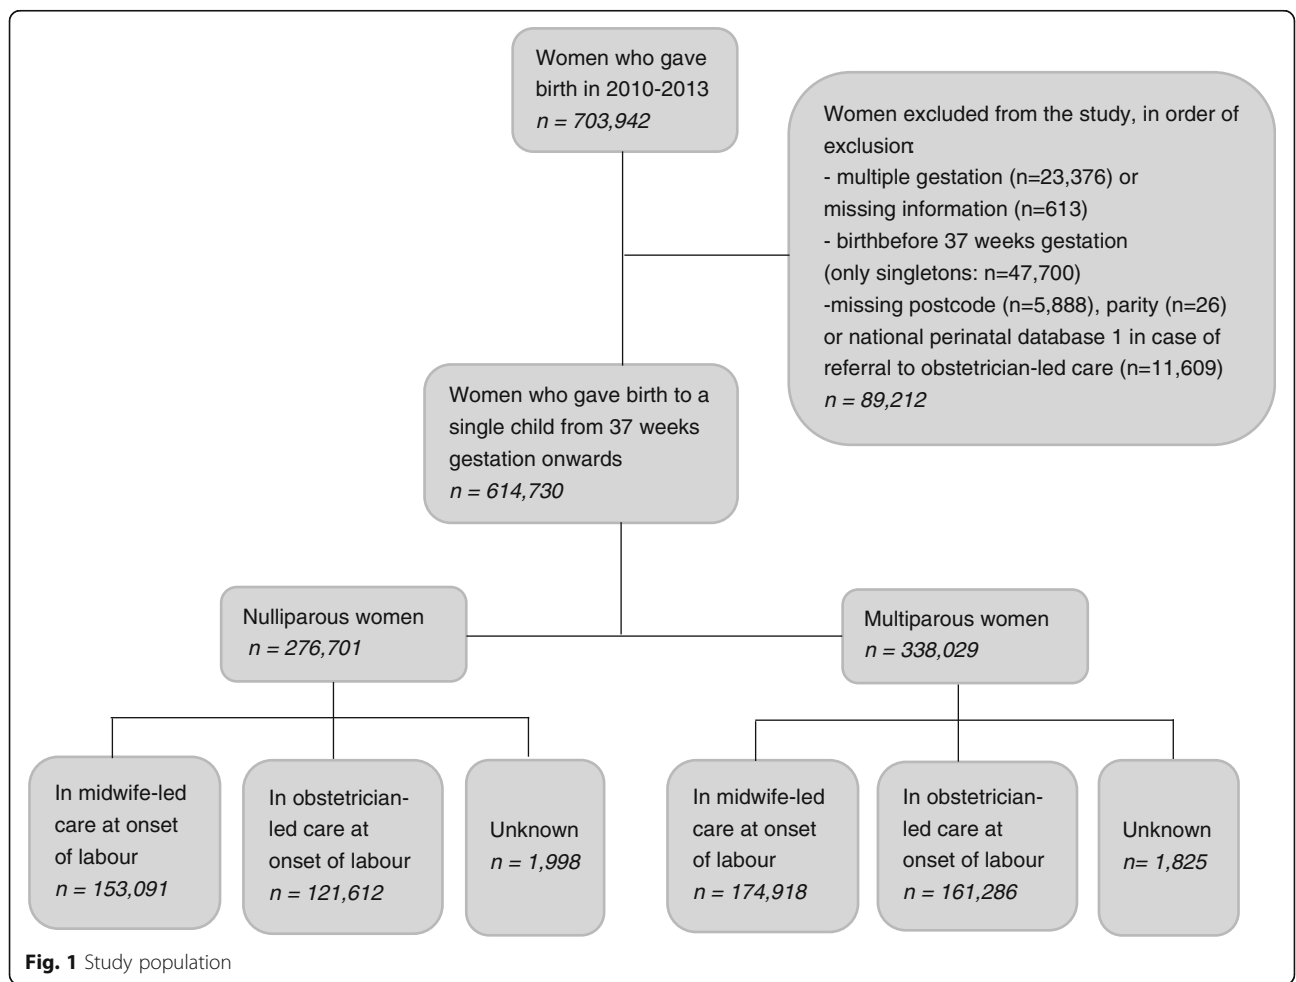 Women who gave
birth in 2010-2013
n = 703,942
Women excluded from the study, in order of
exclusion:
- multiple gestation (n=23,376) or
missing information (n=613)
- birthbefore 37 weeks gestation
(only singletons: n=47,700)
-missing postcode (n=5,888), parity (n=26)
or national perinatal database 1 in case of
referral to obstetrician-led care (n=11,609)
n = 89,212
Women who gave birth to a
single child from 37 weeks
gestation onwards
n = 614,730
Nulliparous women
n = 276,701
Multiparous women
n = 338,029
In midwife-led
care at onset
of labour
n = 153,091
In obstetrician-
led care at
onset of labour
n = 121,612
Unknown
n = 1,998
In midwife-led
care at onset
of labour
n = 174,918
In obstetrician-
led care at
onset of labour
n = 161,286
Unknown
n= 1,825
Fig. 1 Study population